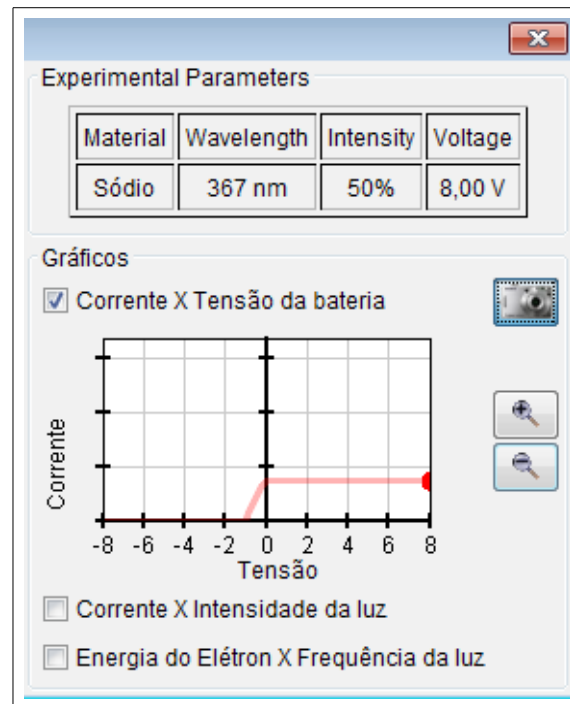 Experimental Parameters
Material Wavelength Intensity Voltage
Sódio 367 nm 50% 8,00 V
Gráficos
Corrente X Tensão da bateria
Corrente
-8 -6 -4 -2 0 2 4 6 8
Tensão
Corrente X Intensidade da luz
Energia do Elétron X Frequência da luz